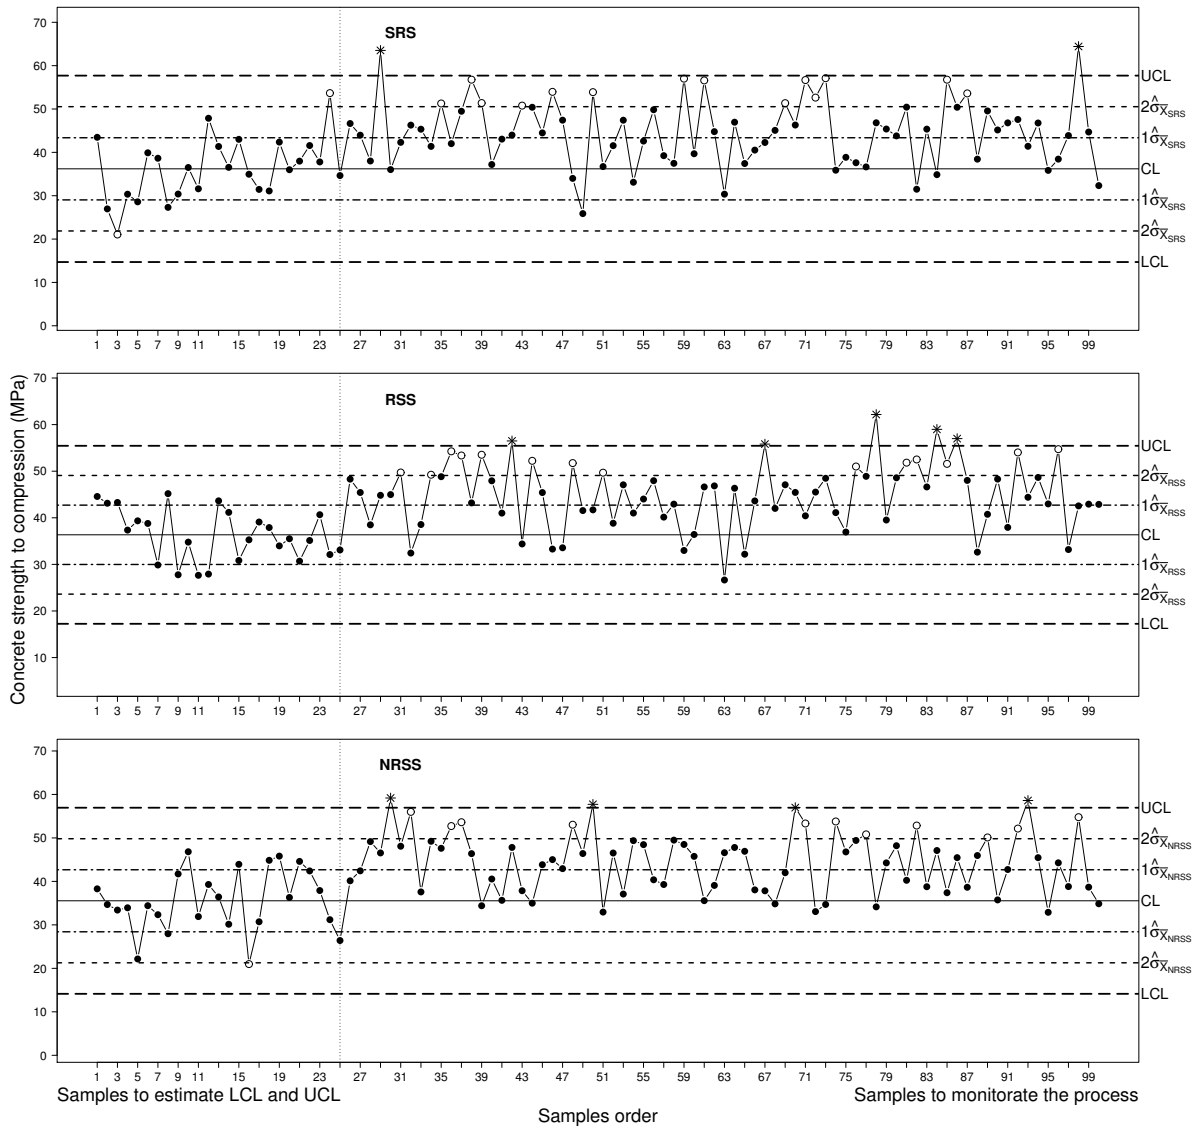 Concrete strength to compression (MPa)
SRS
70
60
50
40
30
20
10
0
UCL
2σ̂X̅SRS
1σ̂X̅SRS
CL
1σ̂X̅SRS
2σ̂X̅SRS
LCL
1 3 5 7 9 11 15 19 23 27 31 35 39 43 47 51 55 59 63 67 71 75 79 83 87 91 95 99
RSS
70
60
50
40
30
20
10
UCL
2σ̂X̅RSS
1σ̂X̅RSS
CL
1σ̂X̅RSS
2σ̂X̅RSS
LCL
1 3 5 7 9 11 15 19 23 27 31 35 39 43 47 51 55 59 63 67 71 75 79 83 87 91 95 99
NRSS
70
60
50
40
30
20
10
0
UCL
2σ̂X̅NRSS
1σ̂X̅NRSS
CL
1σ̂X̅NRSS
2σ̂X̅NRSS
LCL
1 3 5 7 9 11 15 19 23 27 31 35 39 43 47 51 55 59 63 67 71 75 79 83 87 91 95 99
Samples to estimate LCL and UCL
Samples to monitorate the process
Samples order